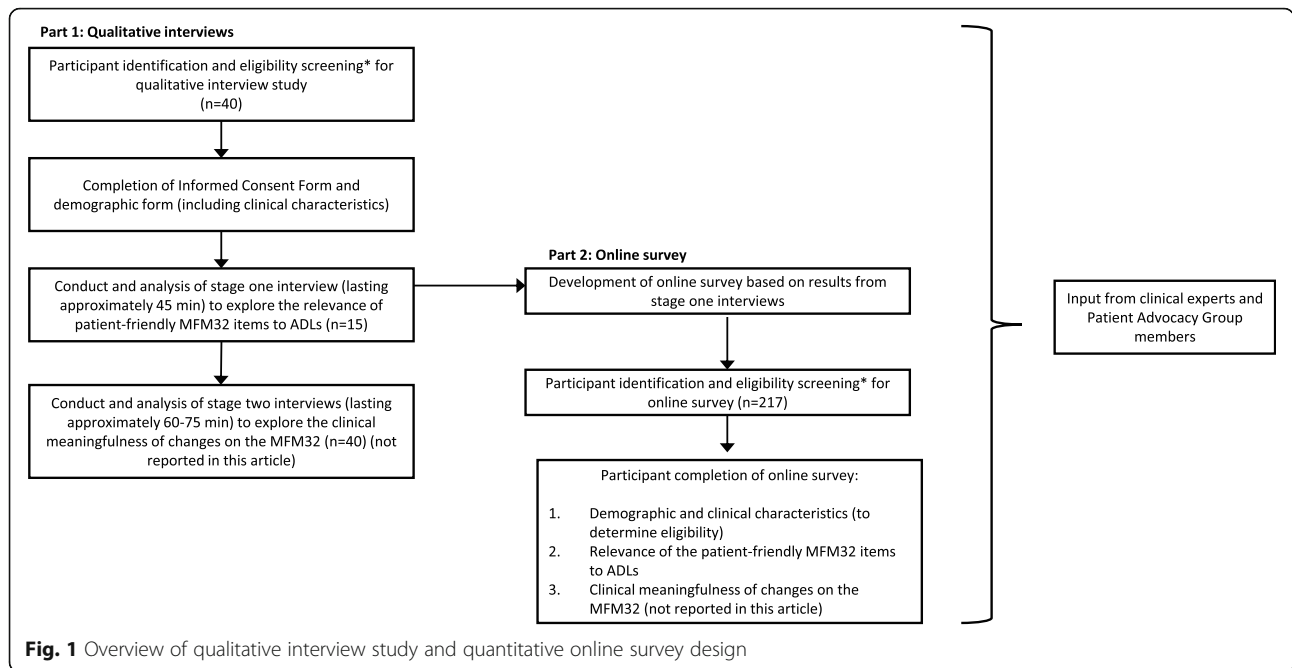 Part 1: Qualitative interviews
Participant identification and eligibility screening* for
qualitative interview study
(n=40)
Completion of Informed Consent Form and
demographic form (including clinical characteristics)
Conduct and analysis of stage one interview (lasting
approximately 45 min) to explore the relevance of
patient-friendly MFM32 items to ADLs (n=15)
Conduct and analysis of stage two interviews (lasting
approximately 60-75 min) to explore the clinical
meaningfulness of changes on the MFM32 (n=40) (not
reported in this article)
Part 2: Online survey
Development of online survey based on results from
stage one interviews
Participant identification and eligibility screening* for
online survey (n=217)
Participant completion of online survey:
1. Demographic and clinical characteristics (to
determine eligibility)
2. Relevance of the patient-friendly MFM32 items
to ADLs
3. Clinical meaningfulness of changes on the
MFM32 (not reported in this article)
Input from clinical experts and
Patient Advocacy Group
members
Fig. 1 Overview of qualitative interview study and quantitative online survey design